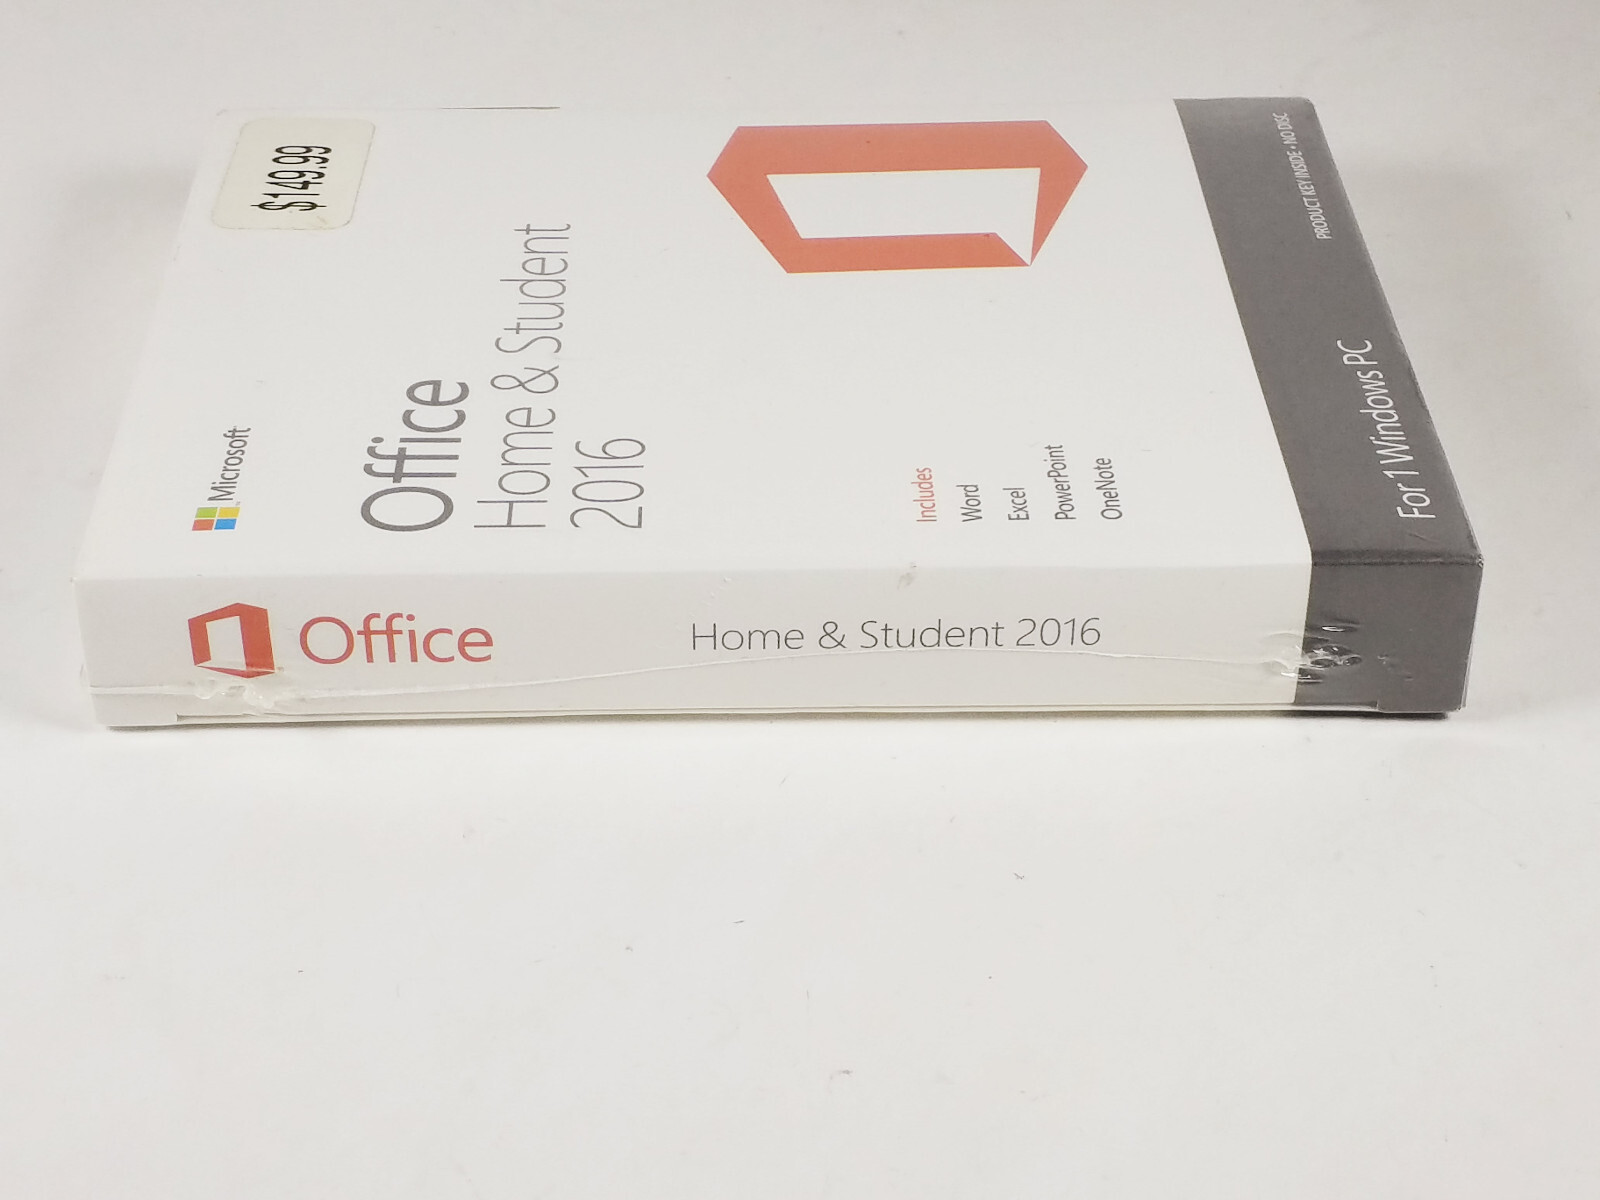 $149.99
Microsoft
Office
Home & Student
2016
Includes
Word
Excel
PowerPoint
OneNote
For 1 Windows PC
PRODUCT KEY INSIDE • NO DISC
Office
Home & Student 2016